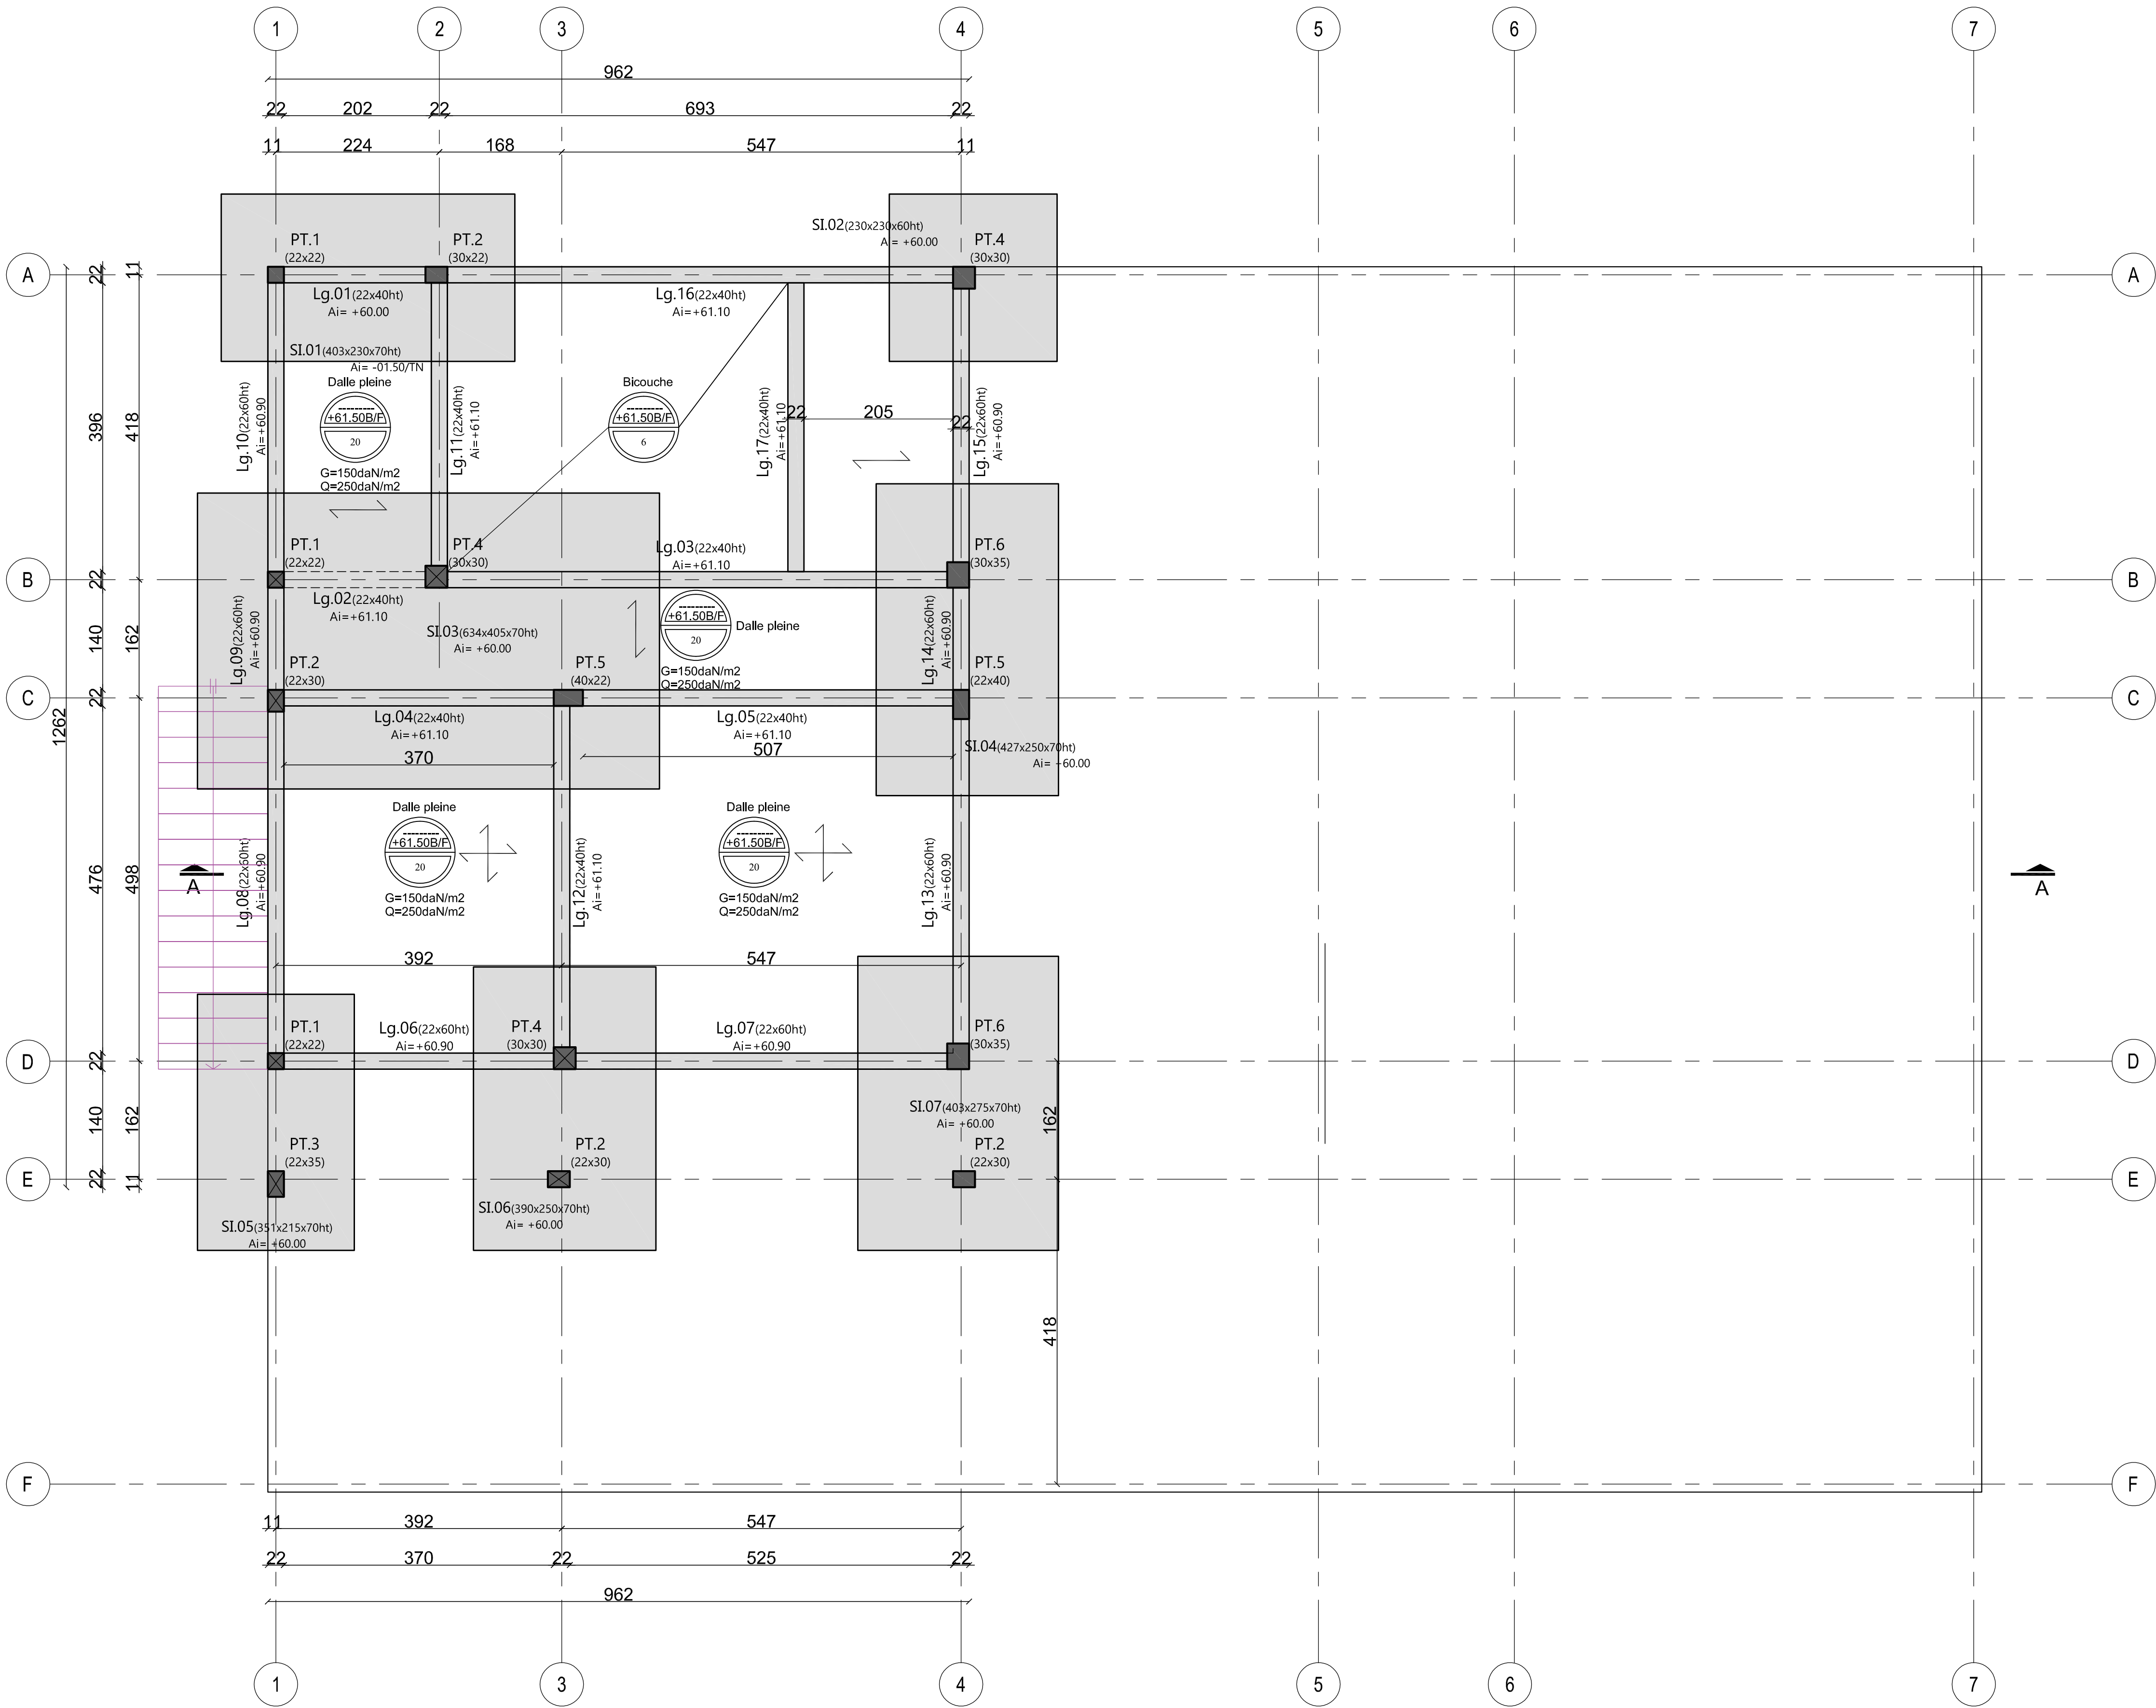 1 2 3 4 5 6 7
962
22 202 22 693 22
11 224 168 547 11
SI.02(230x230x60ht)
Ai= +60.00
PT.1
(22x22)
PT.2
(30x22)
PT.4
(30x30)
A
A
22
11
Lg.01(22x40ht)
Ai= +60.00
Lg.16(22x40ht)
Ai=+61.10
SI.01(403x230x70ht)
Ai= -01.50/TN
Dalle pleine
---------
+61.50B/F
20
G=150daN/m2
Q=250daN/m2
Bicouche
---------
+61.50B/F
6
Lg.10(22x60ht)
Ai=+60.90
Lg.11(22x40ht)
Ai=+61.10
Lg.17(22x40ht)
Ai=+61.10
22 205 22
Lg.15(22x60ht)
Ai=+60.90
396
418
PT.1
(22x22)
PT.4
(30x30)
Lg.03(22x40ht)
Ai=+61.10
PT.6
(30x35)
B
B
22
Lg.02(22x40ht)
Ai=+61.10
---------
+61.50B/F
20
Dalle pleine
G=150daN/m2
Q=250daN/m2
SI.03(634x405x70ht)
Ai= +60.00
Lg.09(22x60ht)
Ai=+60.90
Lg.14(22x60ht)
Ai=+60.90
140
162
PT.2
(22x30)
PT.5
(40x22)
PT.5
(22x40)
C
C
22
1262
Lg.04(22x40ht)
Ai=+61.10
Lg.05(22x40ht)
Ai=+61.10
370
507
SI.04(427x250x70ht)
Ai= +60.00
Dalle pleine
---------
+61.50B/F
20
G=150daN/m2
Q=250daN/m2
Dalle pleine
---------
+61.50B/F
20
G=150daN/m2
Q=250daN/m2
476
498
A
A
Lg.08(22x60ht)
Ai=+60.90
Lg.12(22x40ht)
Ai=+61.10
Lg.13(22x60ht)
Ai=+60.90
392 547
PT.1
(22x22)
Lg.06(22x60ht)
Ai=+60.90
PT.4
(30x30)
Lg.07(22x60ht)
Ai=+60.90
PT.6
(30x35)
D
D
22
140
162
SI.07(403x275x70ht)
Ai= +60.00
162
PT.3
(22x35)
PT.2
(22x30)
PT.2
(22x30)
E
E
22
11
SI.05(351x215x70ht)
Ai= +60.00
SI.06(390x250x70ht)
Ai= +60.00
418
F
F
11 392 547
22 370 22 525 22
962
1 3 4 5 6 7